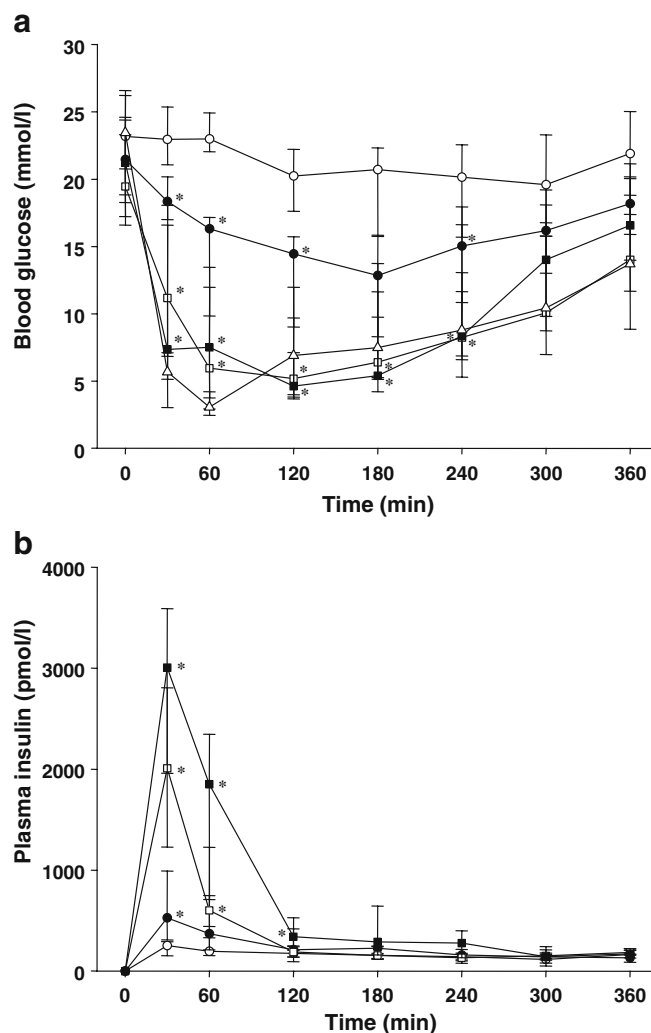 a
Blood glucose (mmol/l)
30
25
20
15
10
5
0
* * * * * * * * * * * * * * * *
0 60 120 180 240 300 360
Time (min)
b
Plasma insulin (pmol/l)
4000
3000
2000
1000
0
* * * * * *
0 60 120 180 240 300 360
Time (min)